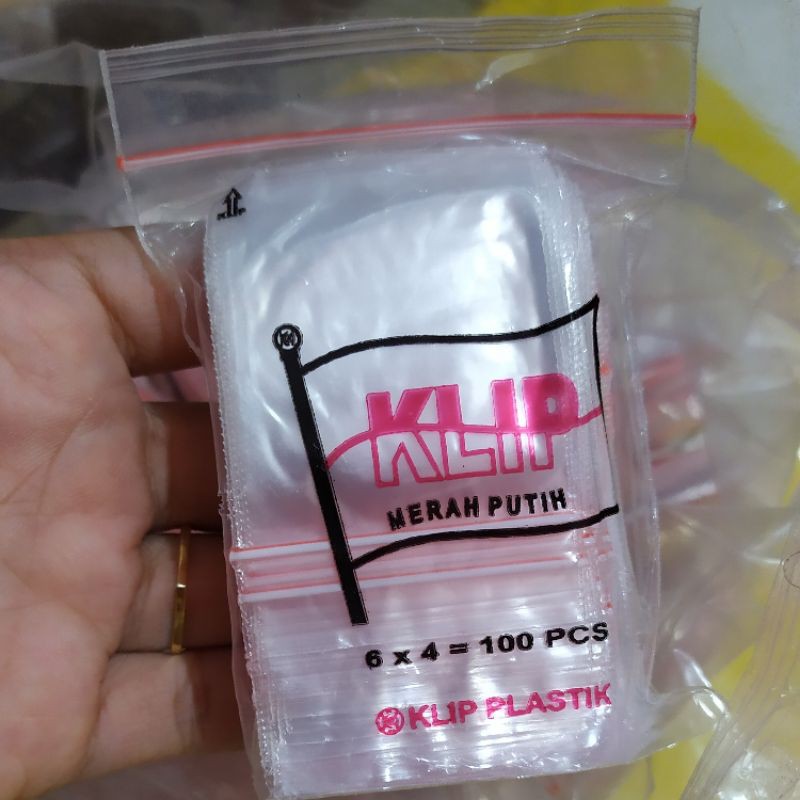 KLIP
MERAH PUTIH
6 x 4 = 100 PCS
KLIP PLASTIK